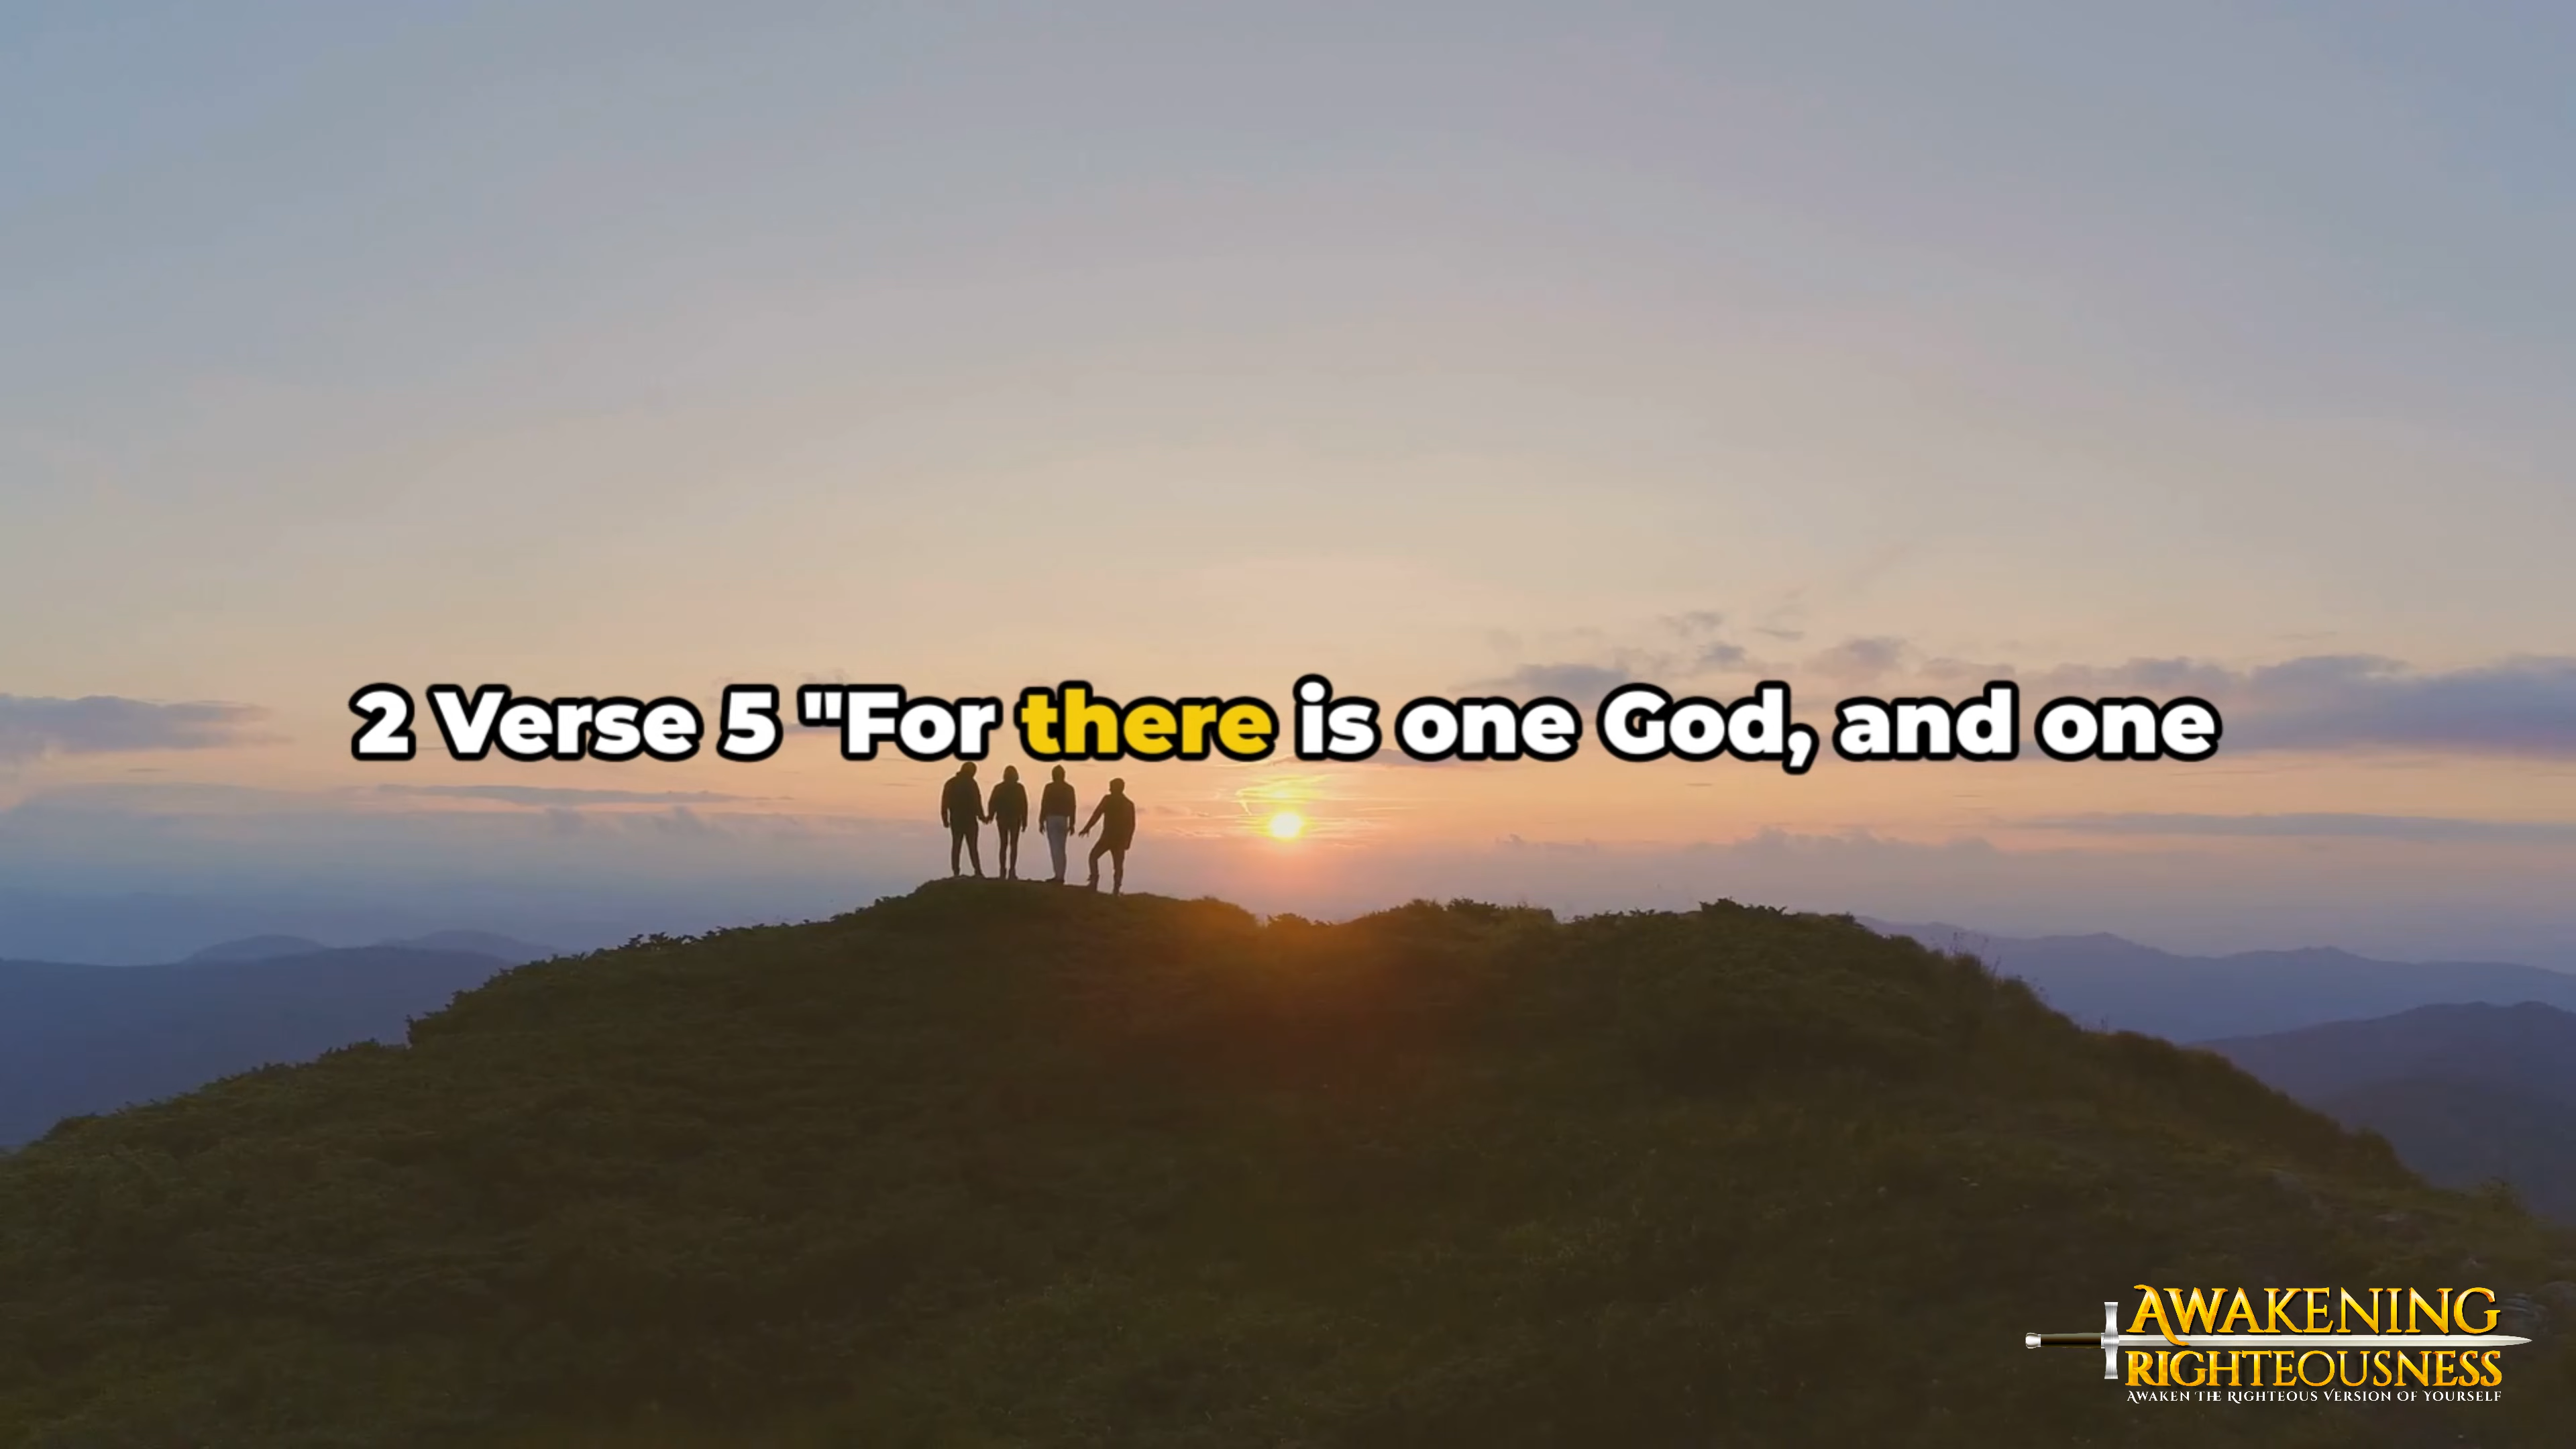 2 Verse 5 "For there is one God, and one
AWAKENING
RIGHTEOUSNESS
AWAKEN THE RIGHTEOUS VERSION OF YOURSELF